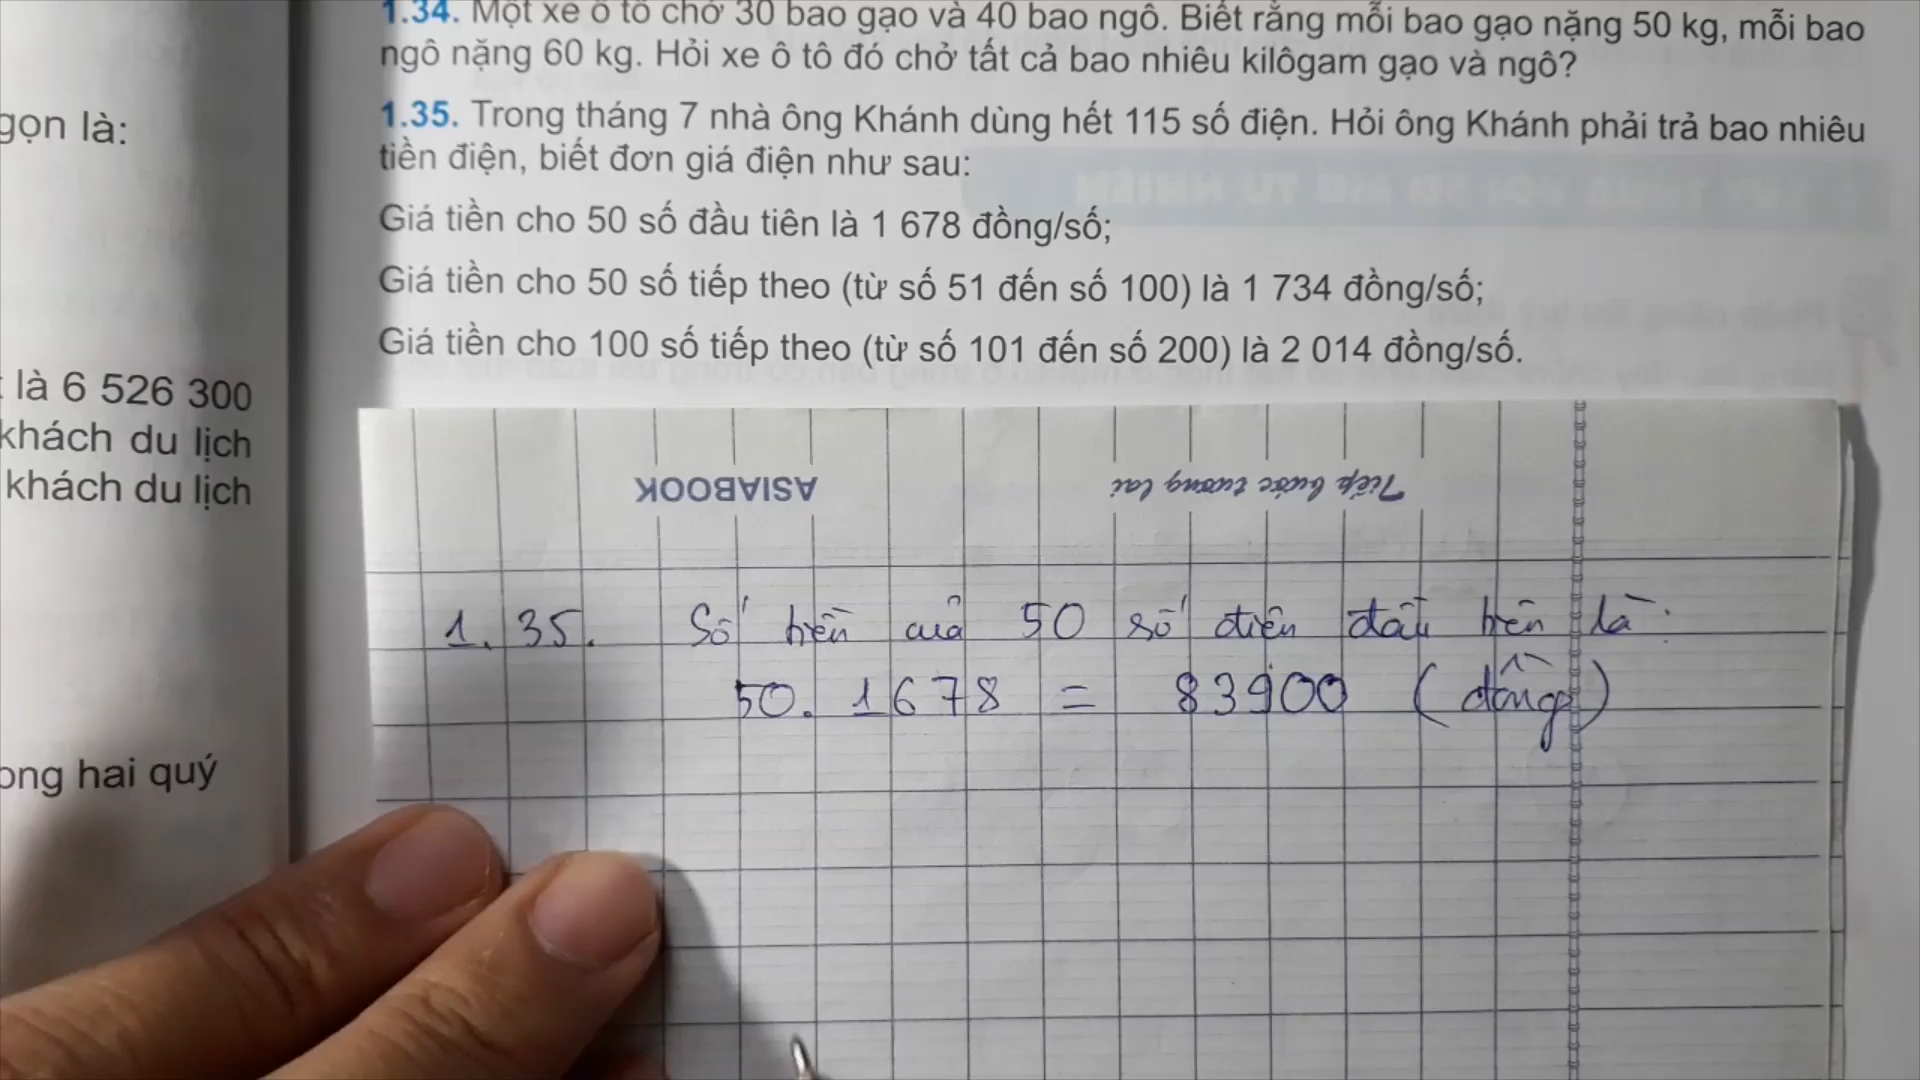 gọn là:
là 6 526 300
khách du lịch
khách du lịch
ong hai quý
1.34. Một xe ô tô chở 30 bao gạo và 40 bao ngô. Biết rằng mỗi bao gạo nặng 50 kg, mỗi bao
ngô nặng 60 kg. Hỏi xe ô tô đó chở tất cả bao nhiêu kilôgam gạo và ngô?
1.35. Trong tháng 7 nhà ông Khánh dùng hết 115 số điện. Hỏi ông Khánh phải trả bao nhiêu
tiền điện, biết đơn giá điện như sau:
Giá tiền cho 50 số đầu tiên là 1 678 đồng/số;
Giá tiền cho 50 số tiếp theo (từ số 51 đến số 100) là 1 734 đồng/số;
Giá tiền cho 100 số tiếp theo (từ số 101 đến số 200) là 2 014 đồng/số.
ASIABOOK Tiếp bước tương lai
1.35. Số tiền của 50 số điện đầu tiên là:
50. 1678 = 83900 (đồng)